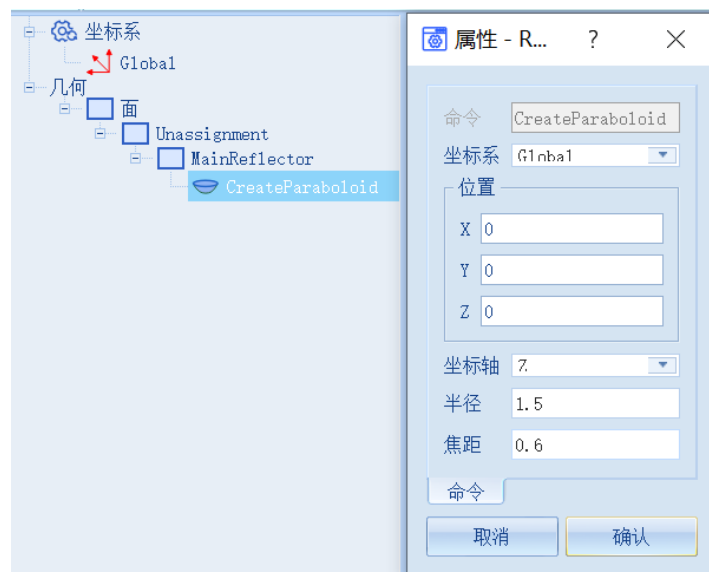 坐标系
Global
几何
面
Unassignment
MainReflector
CreateParaboloid
属性 - R... ?
命令 CreateParaboloid
坐标系 Global
位置
X 0
Y 0
Z 0
坐标轴 Z
半径 1.5
焦距 0.6
命令
取消 确认